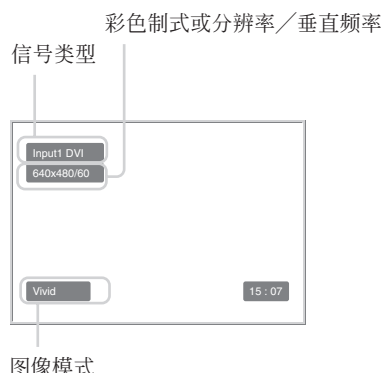 彩色制式或分辨率／垂直频率
信号类型
Input1 DVI
640x480/60
Vivid
15 : 07
图像模式